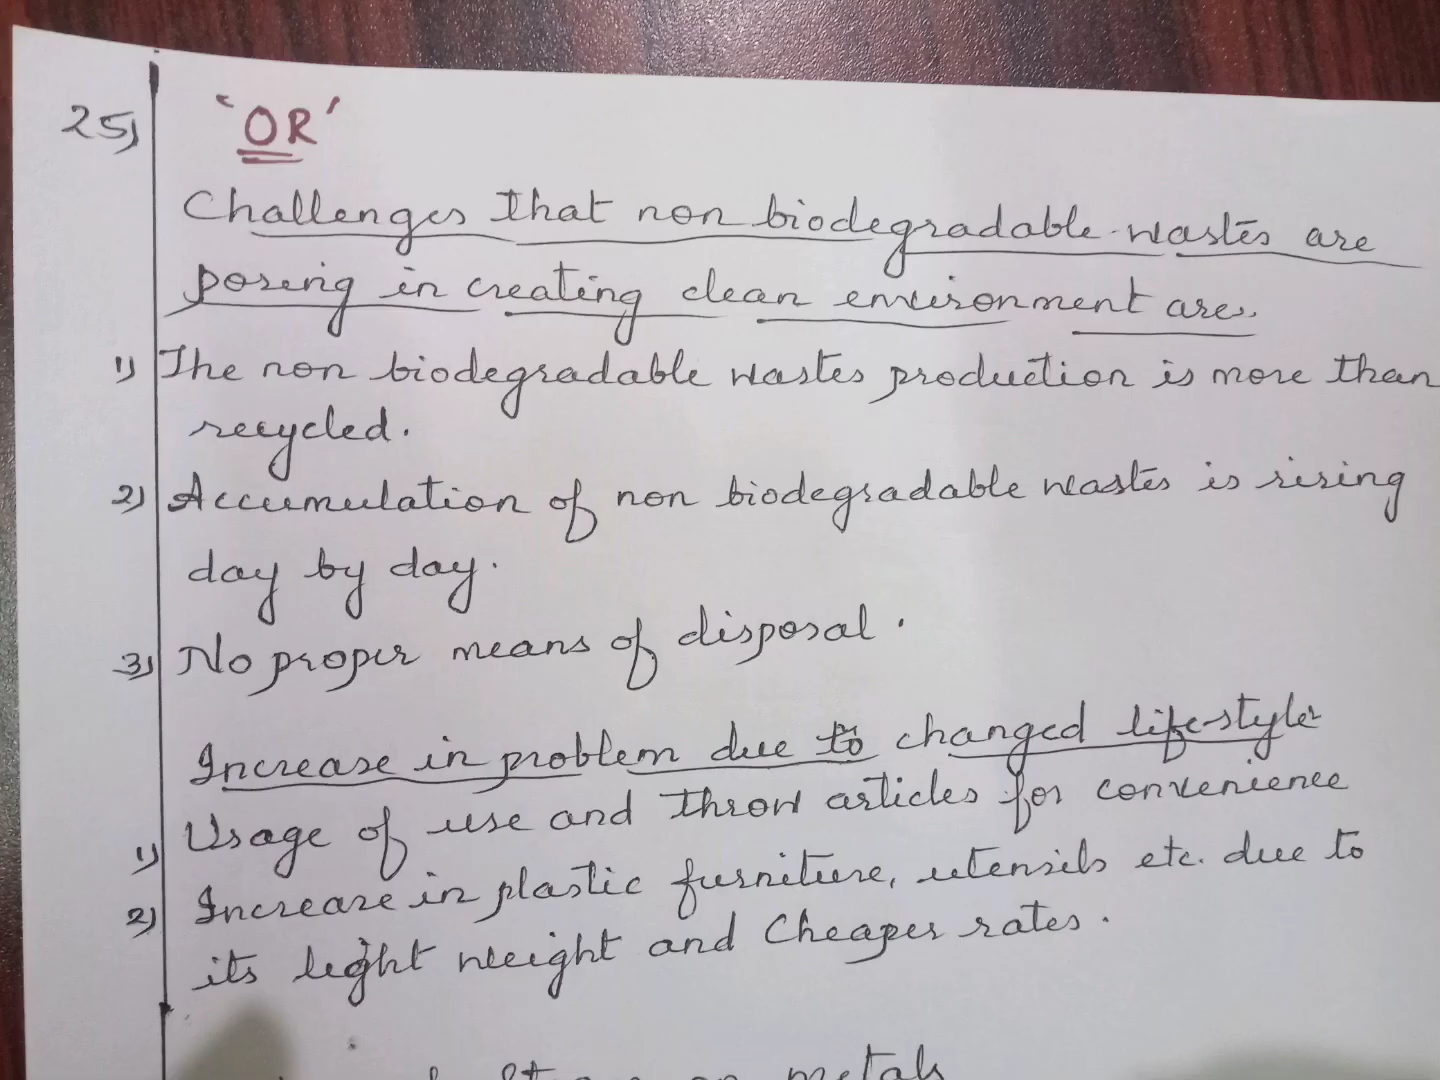 25) 'OR'
Challenges that non biodegradable wastes are
posing in creating clean environment are.
1) The non biodegradable wastes production is more than
recycled.
2) Accumulation of non biodegradable wastes is rising
day by day.
3) No proper means of disposal.
Increase in problem due to changed life-style
1) Usage of use and throw articles for convenience
2) Increase in plastic furniture, utensils etc. due to
its light weight and Cheaper rates.
on metals